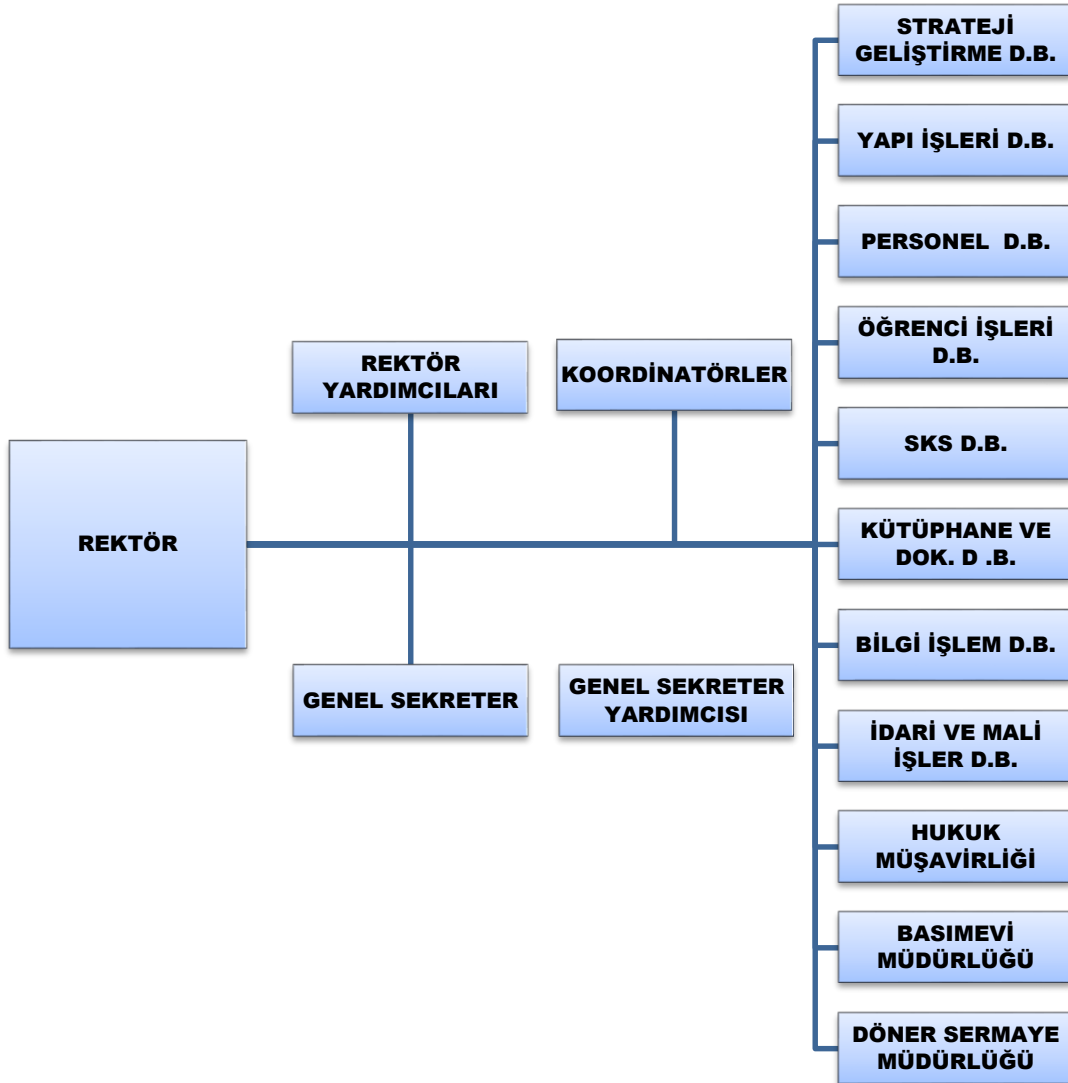 REKTÖR
REKTÖR
YARDIMCILARI
KOORDİNATÖRLER
GENEL SEKRETER
GENEL SEKRETER
YARDIMCISI
STRATEJİ
GELİŞTİRME D.B.
YAPI İŞLERİ D.B.
PERSONEL  D.B.
ÖĞRENCİ İŞLERİ
D.B.
SKS D.B.
KÜTÜPHANE VE
DOK. D .B.
BİLGİ İŞLEM D.B.
İDARİ VE MALİ
İŞLER D.B.
HUKUK
MÜŞAVİRLİĞİ
BASIMEVİ
MÜDÜRLÜĞÜ
DÖNER SERMAYE
MÜDÜRLÜĞÜ